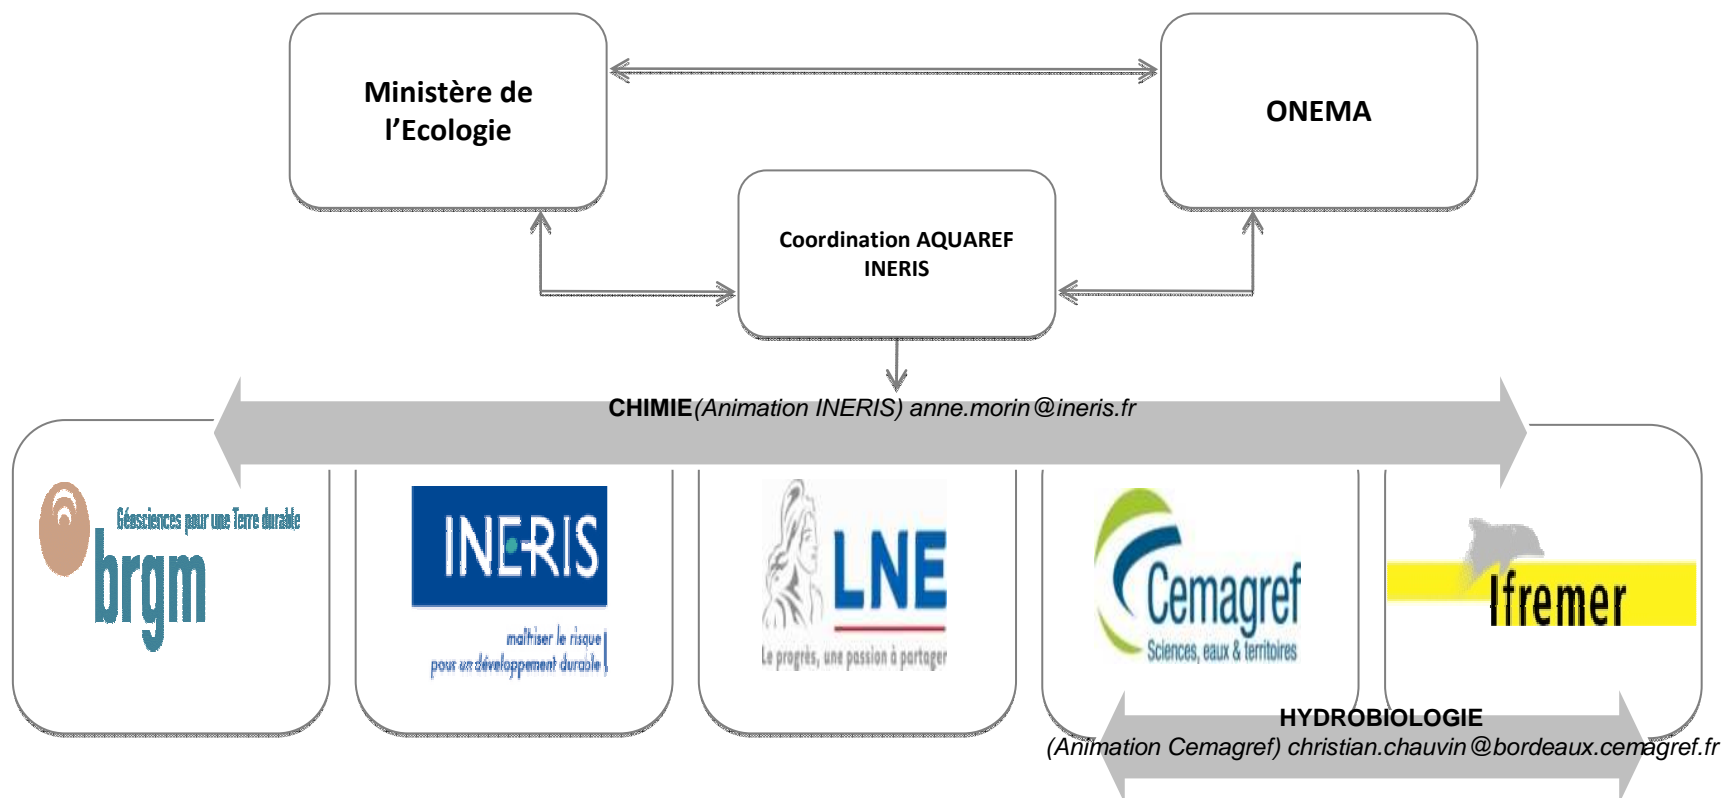 Ministère de
l'Ecologie
ONEMA
Coordination AQUAREF
INERIS
CHIMIE(Animation INERIS) anne.morin@ineris.fr
Géosciences pour une Terre durable
brgm
INERIS
maîtriser le risque
pour un développement durable
LNE
Le progrès, une passion à partager
Cemagref
Sciences, eaux & territoires
Ifremer
HYDROBIOLOGIE
(Animation Cemagref) christian.chauvin@bordeaux.cemagref.fr